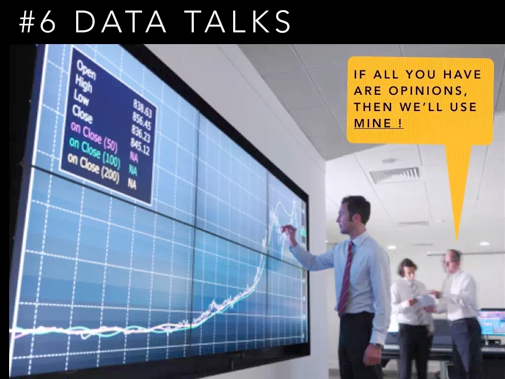 #6 DATA TALKS
IF ALL YOU HAVE
ARE OPINIONS,
THEN WE'LL USE
MINE !
Open 838.63
High 856.45
Low 836.23
Close 845.12
on Close (50) NA
on Close (100) NA
on Close (200) NA